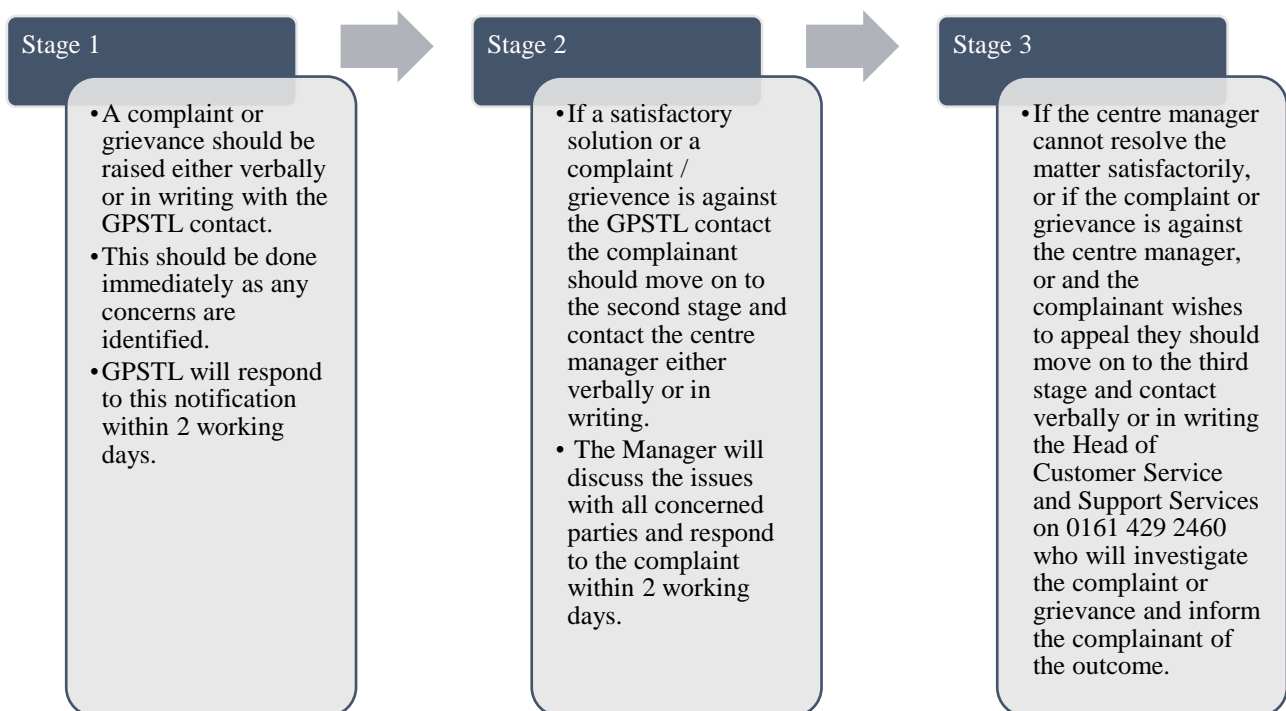 Stage 1
•A complaint or
grievance should be
raised either verbally
or in writing with the
GPSTL contact.
•This should be done
immediately as any
concerns are
identified.
•GPSTL will respond
to this notification
within 2 working
days.
Stage 2
•If a satisfactory
solution or a
complaint /
grievence is against
the GPSTL contact
the complainant
should move on to
the second stage and
contact the centre
manager either
verbally or in
writing.
• The Manager will
discuss the issues
with all concerned
parties and respond
to the complaint
within 2 working
days.
Stage 3
•If the centre manager
cannot resolve the
matter satisfactorily,
or if the complaint or
grievance is against
the centre manager,
or and the
complainant wishes
to appeal they should
move on to the third
stage and contact
verbally or in writing
the Head of
Customer Service
and Support Services
on 0161 429 2460
who will investigate
the complaint or
grievance and inform
the complainant of
the outcome.